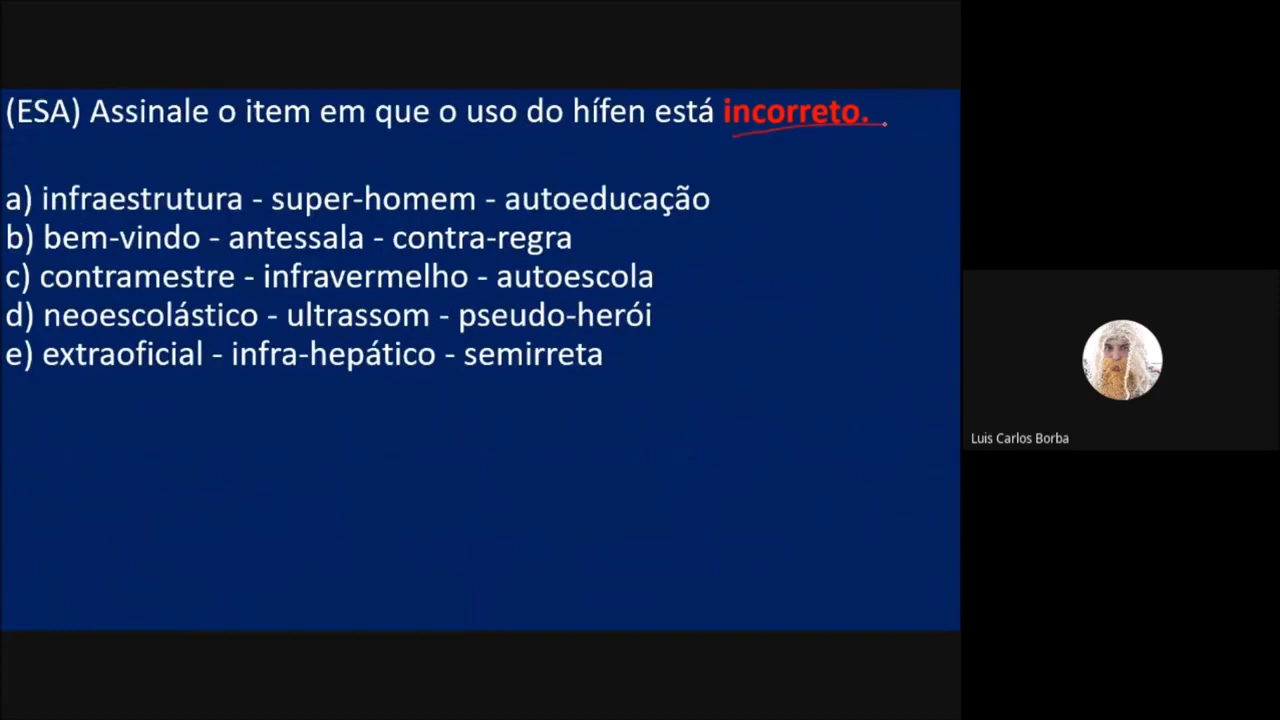 (ESA) Assinale o item em que o uso do hífen está incorreto.
a) infraestrutura - super-homem - autoeducação
b) bem-vindo - antessala - contra-regra
c) contramestre - infravermelho - autoescola
d) neoescolástico - ultrassom - pseudo-herói
e) extraoficial - infra-hepático - semirreta
Luis Carlos Borba